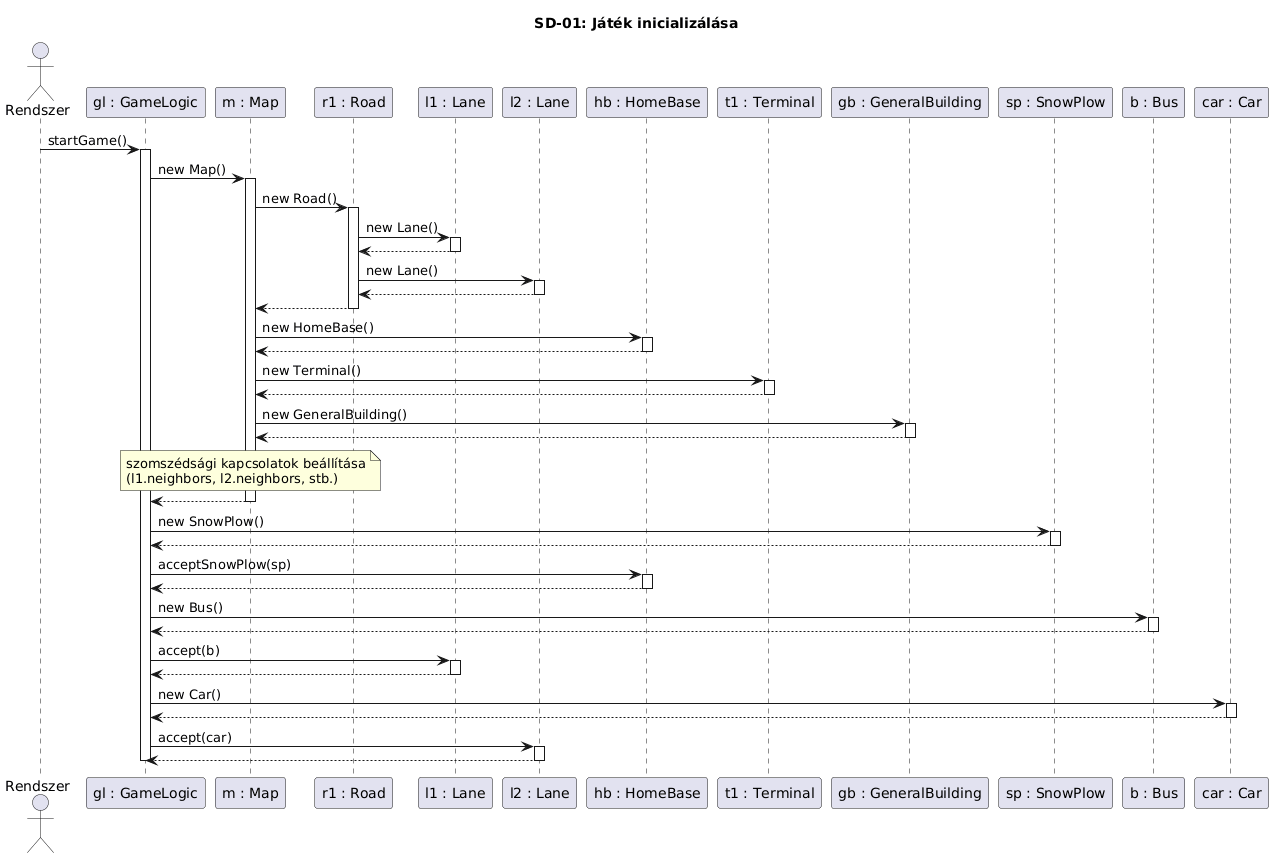 SD-01: Játék inicializálása
Rendszer
gl : GameLogic
m : Map
r1 : Road
l1 : Lane
l2 : Lane
hb : HomeBase
t1 : Terminal
gb : GeneralBuilding
sp : SnowPlow
b : Bus
car : Car
startGame()
new Map()
new Road()
new Lane()
new Lane()
new HomeBase()
new Terminal()
new GeneralBuilding()
szomszédsági kapcsolatok beállítása
(l1.neighbors, l2.neighbors, stb.)
new SnowPlow()
acceptSnowPlow(sp)
new Bus()
accept(b)
new Car()
accept(car)
Rendszer
gl : GameLogic
m : Map
r1 : Road
l1 : Lane
l2 : Lane
hb : HomeBase
t1 : Terminal
gb : GeneralBuilding
sp : SnowPlow
b : Bus
car : Car